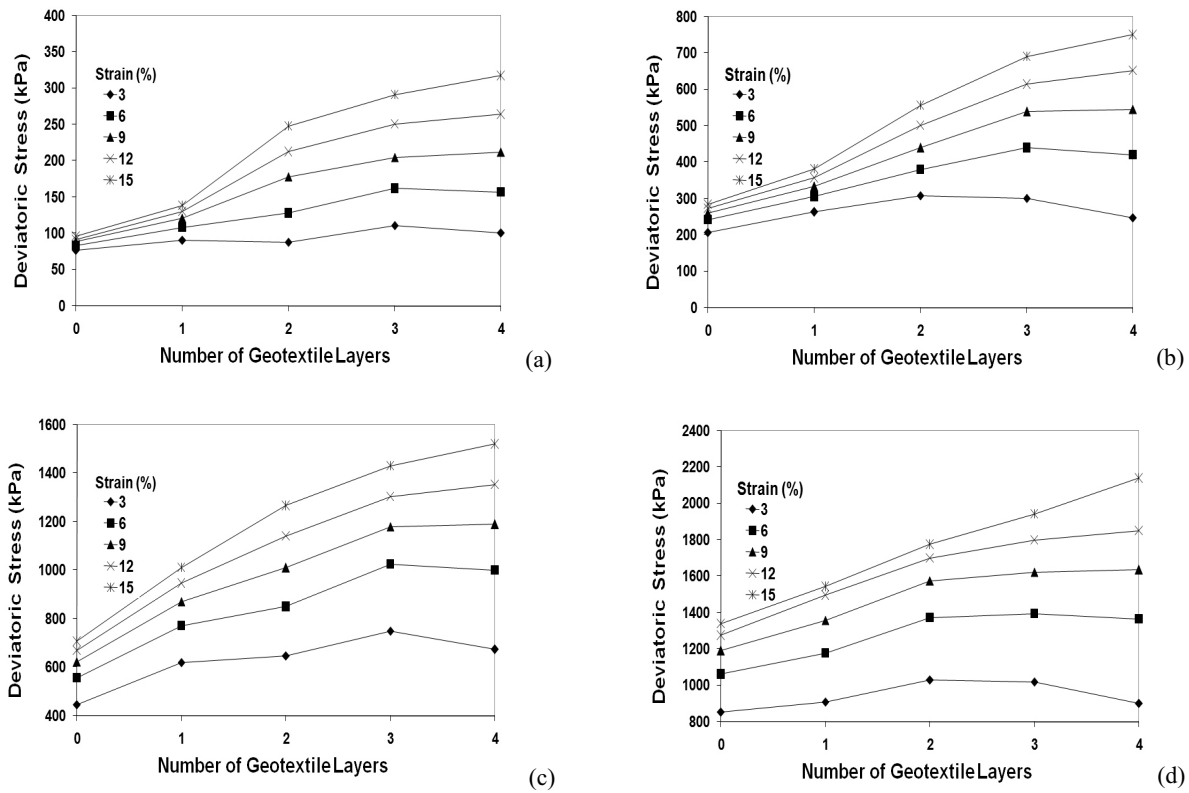 400
350
300
250
200
150
100
50
0
Deviatoric Stress (kPa)
Strain (%)
3
6
9
12
15
0 1 2 3 4
Number of Geotextile Layers
(a)
800
700
600
500
400
300
200
100
0
Deviatoric Stress (kPa)
Strain (%)
3
6
9
12
15
0 1 2 3 4
Number of Geotextile Layers
(b)
1600
1400
1200
1000
800
600
400
Deviatoric Stress (kPa)
Strain (%)
3
6
9
12
15
0 1 2 3 4
Number of Geotextile Layers
(c)
2400
2200
2000
1800
1600
1400
1200
1000
800
Deviatoric Stress (kPa)
Strain (%)
3
6
9
12
15
0 1 2 3 4
Number of Geotextile Layers
(d)